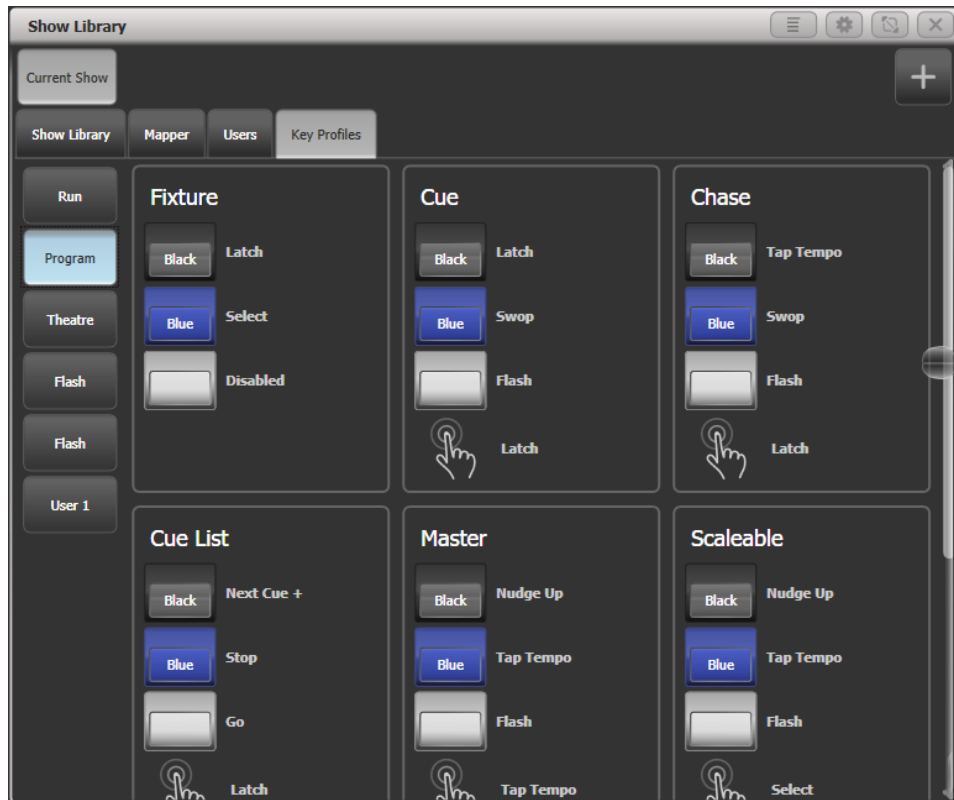 Show Library
Current Show
Show Library Mapper Users Key Profiles
Run
Program
Theatre
Flash
Flash
User 1
Fixture
Black Latch
Blue Select
Disabled
Cue
Black Latch
Blue Swop
Flash
Latch
Chase
Black Tap Tempo
Blue Swop
Flash
Latch
Cue List
Black Next Cue +
Blue Stop
Go
Latch
Master
Black Nudge Up
Blue Tap Tempo
Flash
Tap Tempo
Scaleable
Black Nudge Up
Blue Tap Tempo
Flash
Select